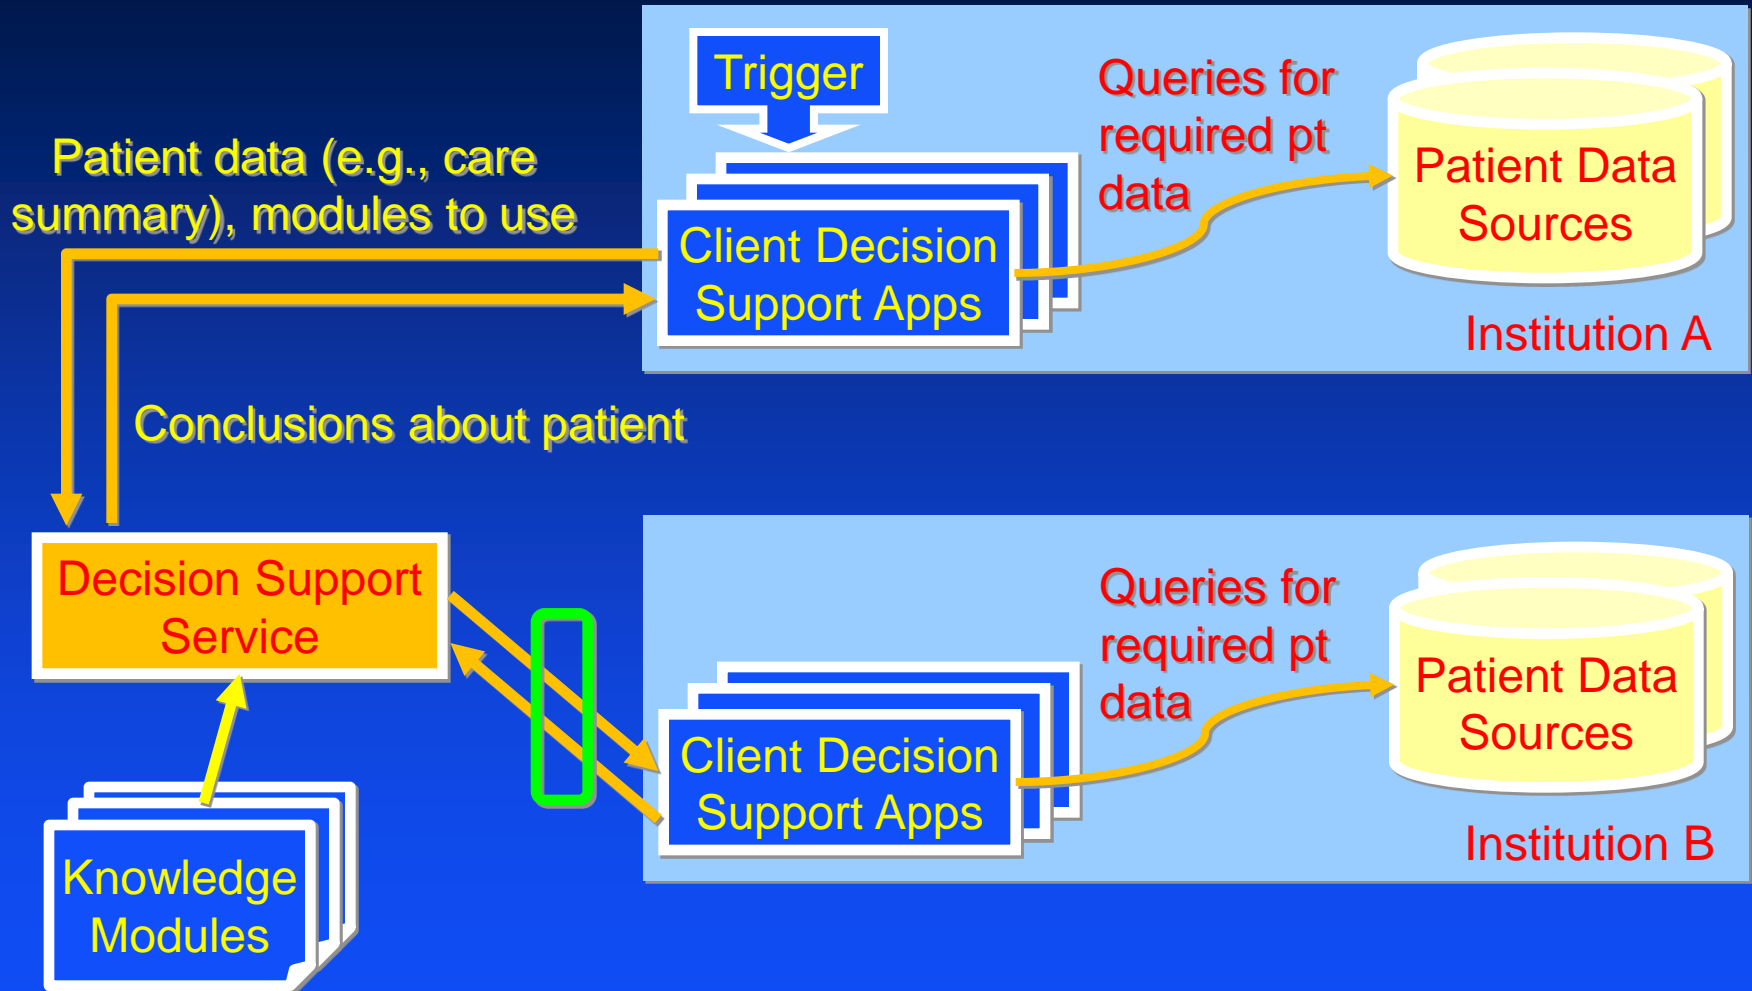 Trigger
Queries for
required pt
data
Patient Data
Sources
Patient data (e.g., care
summary), modules to use
Client Decision
Support Apps
Institution A
Conclusions about patient
Decision Support
Service
Queries for
required pt
data
Patient Data
Sources
Client Decision
Support Apps
Institution B
Knowledge
Modules